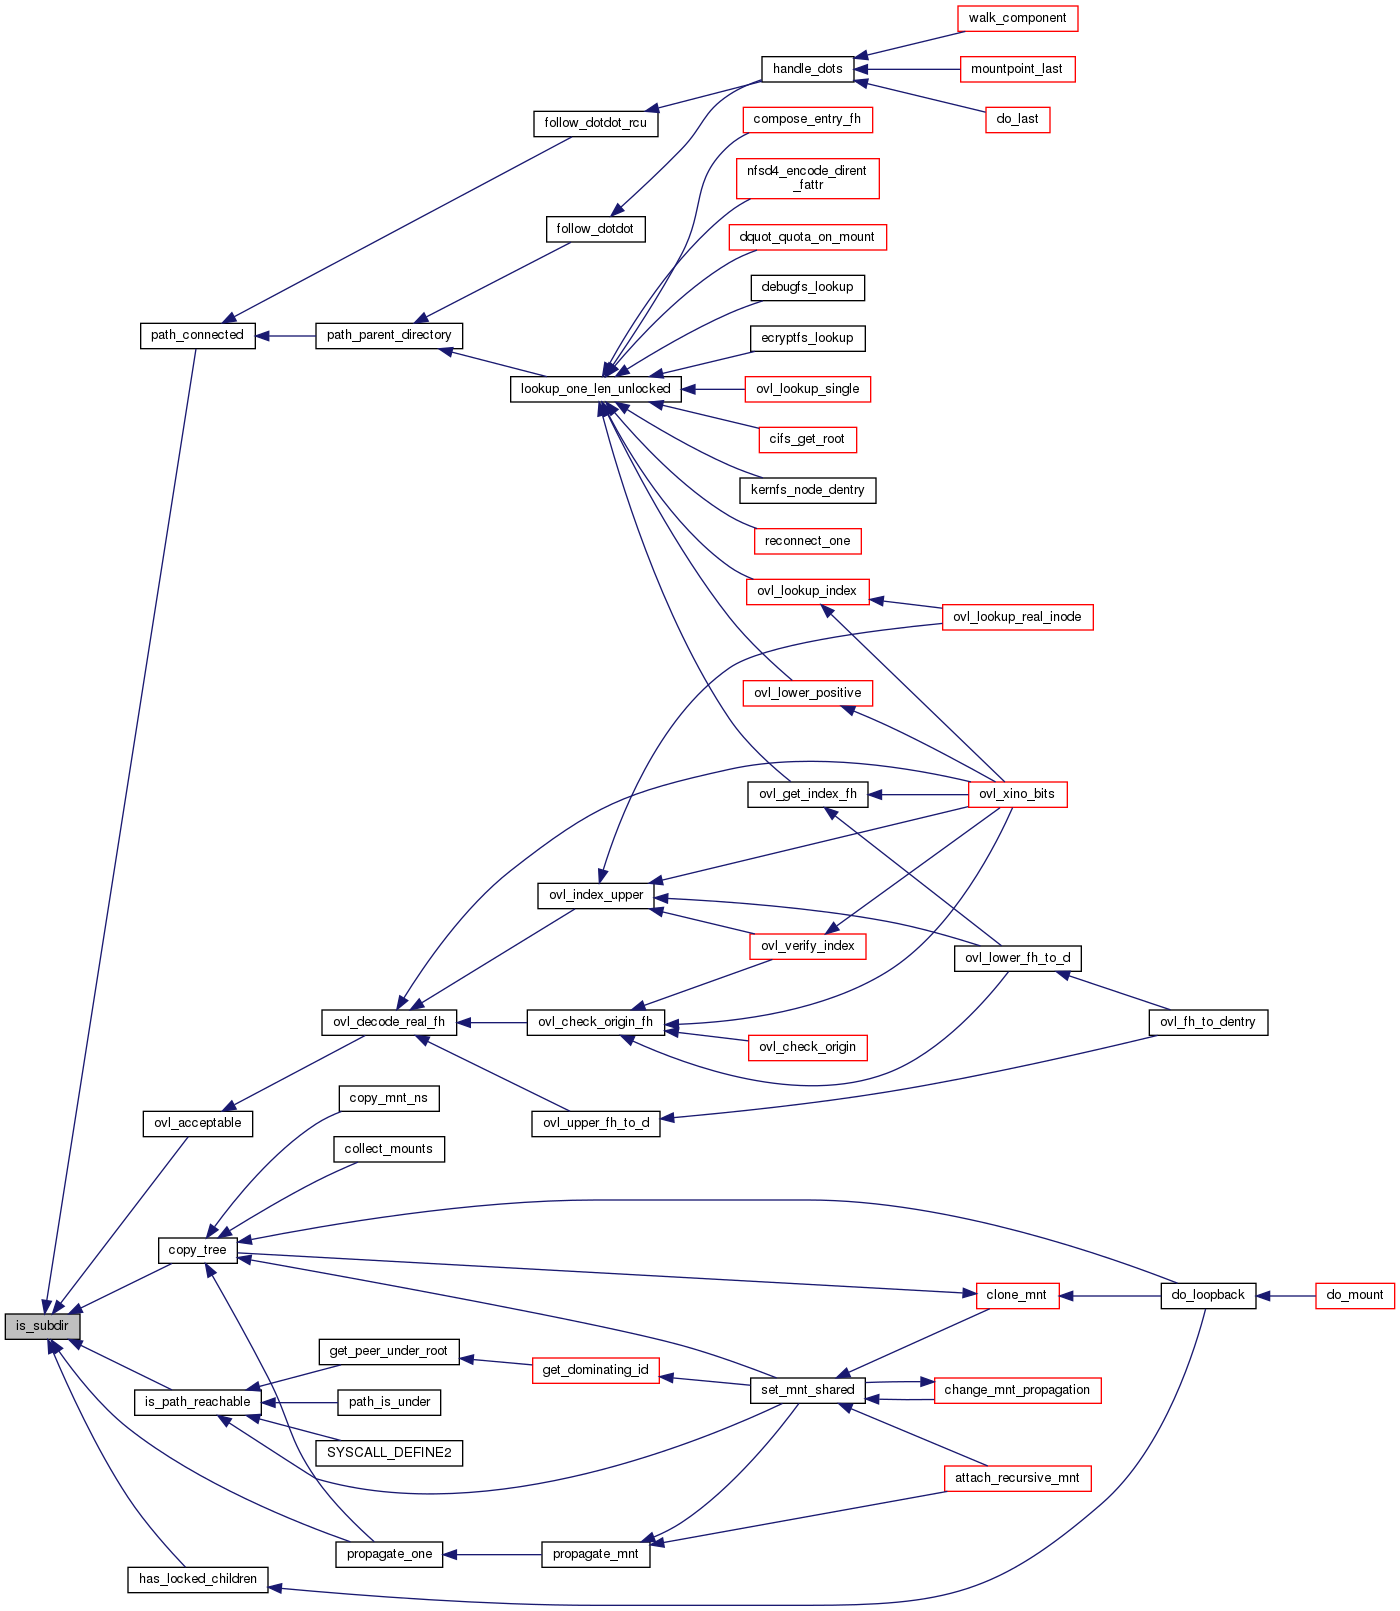 walk_component
handle_dots
mountpoint_last
compose_entry_fh
do_last
follow_dotdot_rcu
nfsd4_encode_dirent
_fattr
follow_dotdot
dquot_quota_on_mount
debugfs_lookup
path_connected
path_parent_directory
ecryptfs_lookup
lookup_one_len_unlocked
ovl_lookup_single
cifs_get_root
kernfs_node_dentry
reconnect_one
ovl_lookup_index
ovl_lookup_real_inode
ovl_lower_positive
ovl_get_index_fh
ovl_xino_bits
ovl_index_upper
ovl_verify_index
ovl_lower_fh_to_d
ovl_decode_real_fh
ovl_check_origin_fh
ovl_fh_to_dentry
ovl_check_origin
copy_mnt_ns
ovl_acceptable
ovl_upper_fh_to_d
collect_mounts
copy_tree
clone_mnt
do_loopback
do_mount
is_subdir
get_peer_under_root
get_dominating_id
set_mnt_shared
change_mnt_propagation
is_path_reachable
path_is_under
SYSCALL_DEFINE2
attach_recursive_mnt
propagate_one
propagate_mnt
has_locked_children